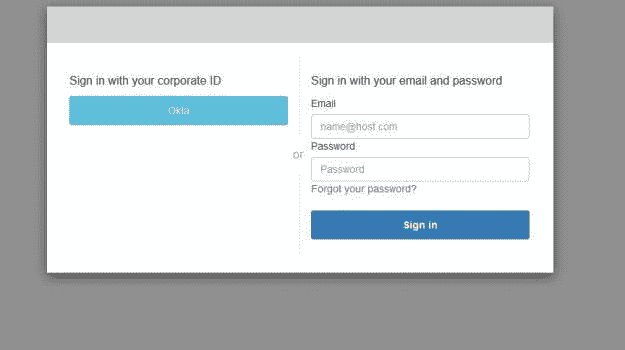 Sign in with your corporate ID
Okta
or
Sign in with your email and password
Email
name@host.com
Password
Password
Forgot your password?
Sign in